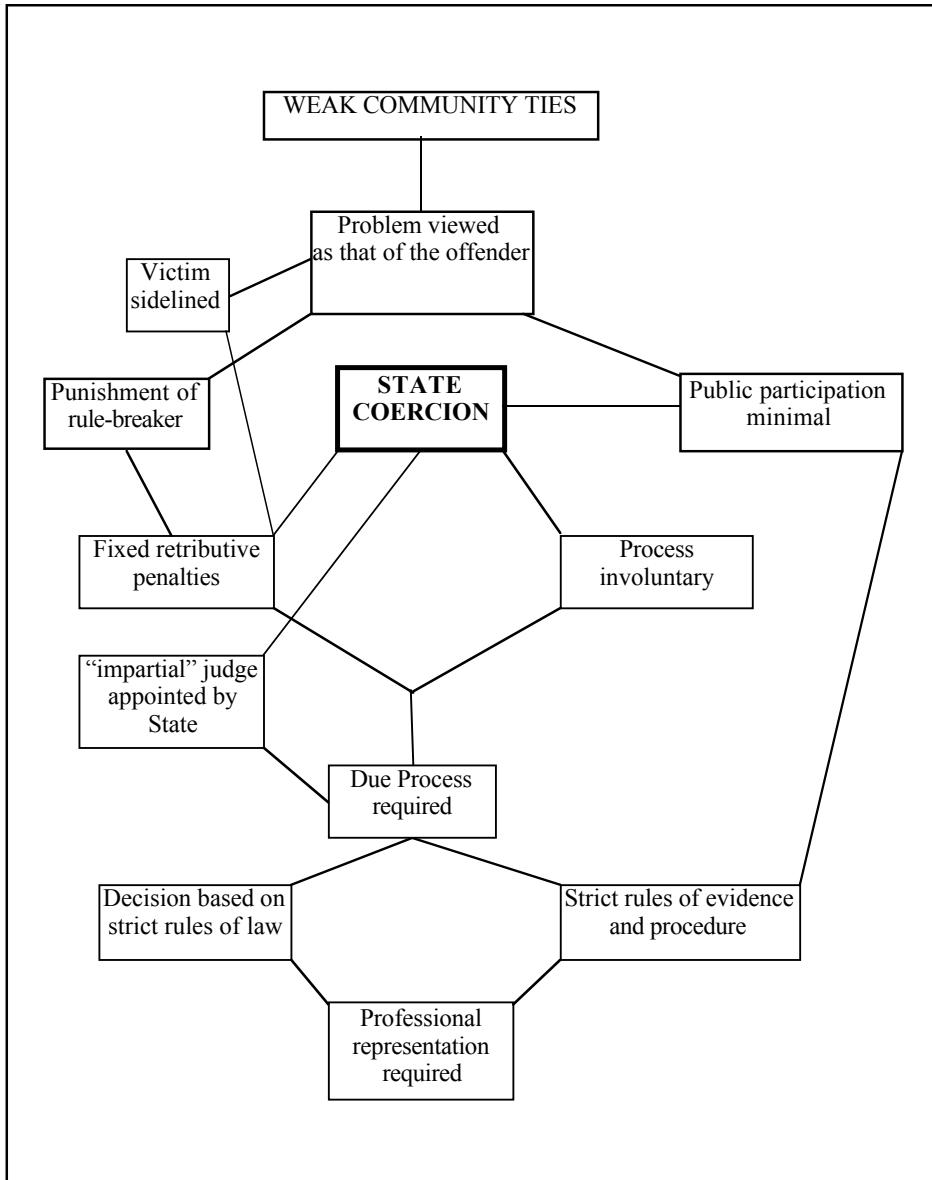 WEAK COMMUNITY TIES
Problem viewed
as that of the offender
Victim
sidelined
Punishment of
rule-breaker
STATE
COERCION
Public participation
minimal
Fixed retributive
penalties
Process
involuntary
“impartial” judge
appointed by
State
Due Process
required
Decision based on
strict rules of law
Strict rules of evidence
and procedure
Professional
representation
required